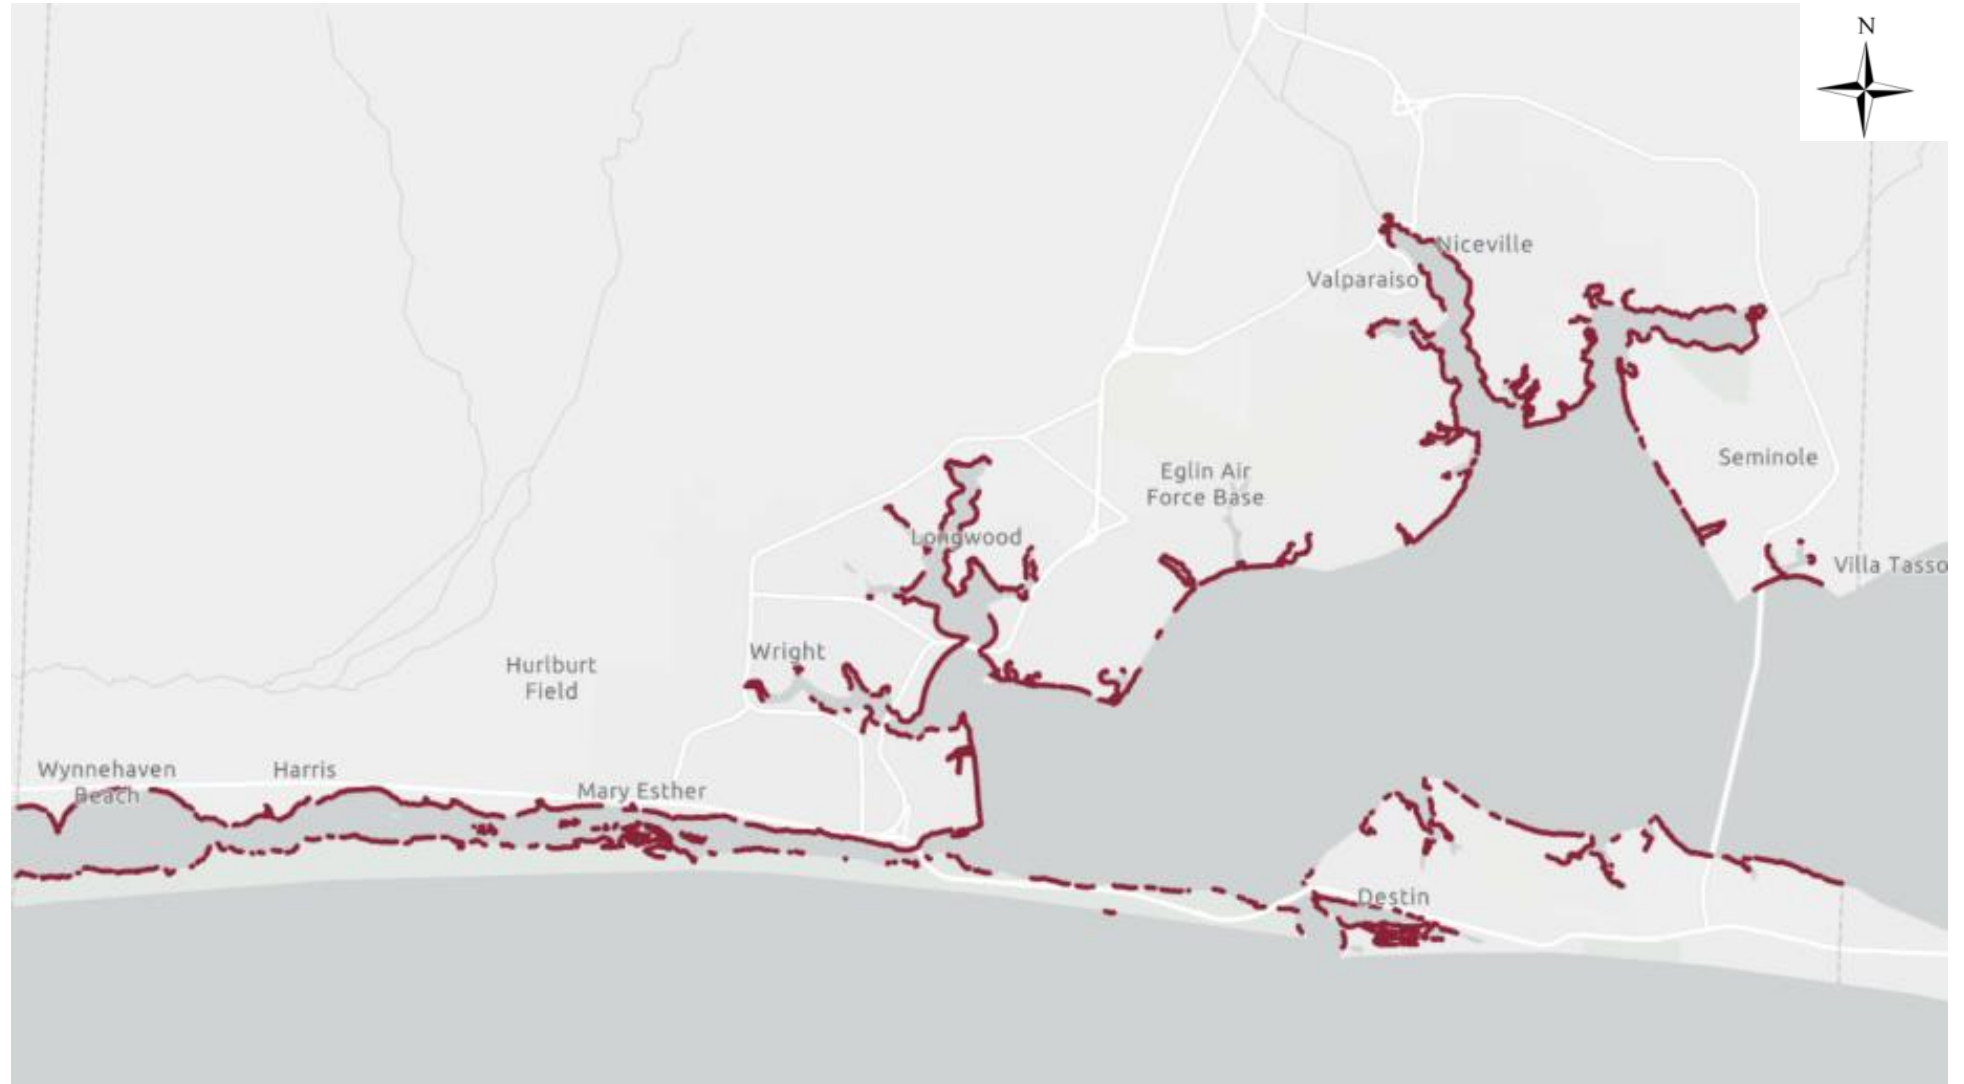 N
Niceville
Valparaiso
Seminole
Eglin Air
Force Base
Longwood
Villa Tasso
Wright
Hurlburt
Field
Wynnehaven
Beach
Harris
Mary Esther
Destin